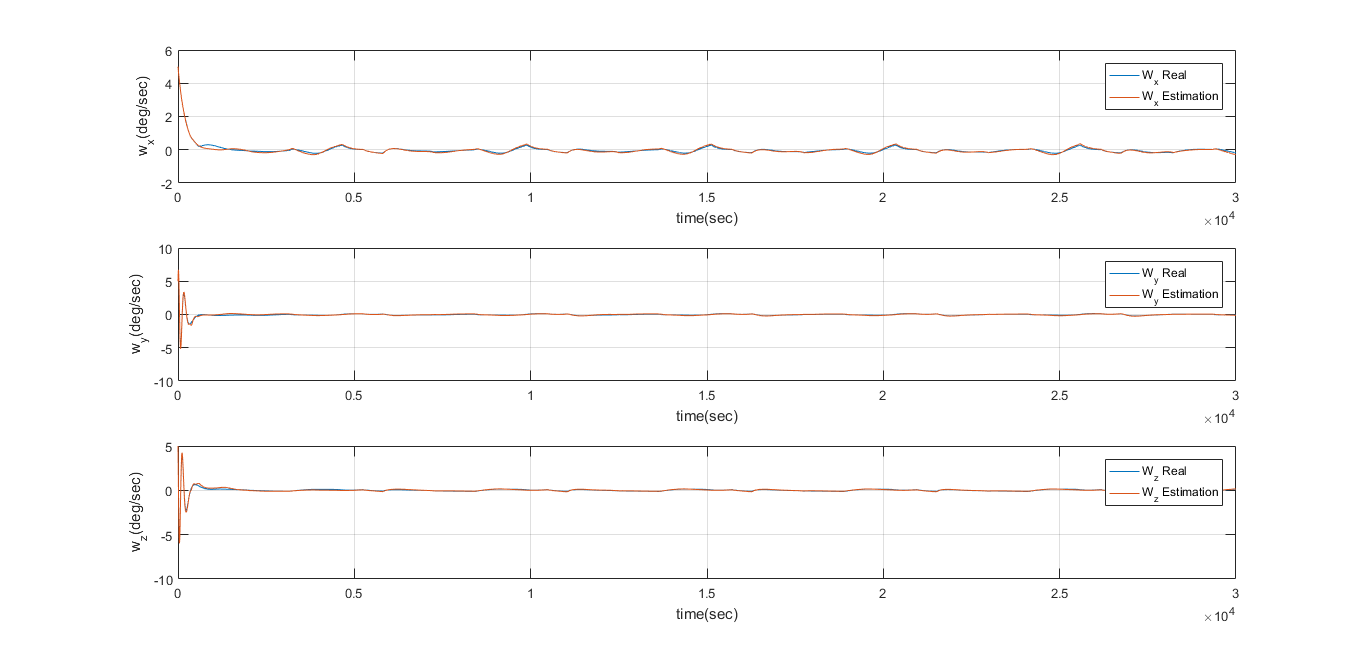 6
4
2
0
-2
w_x(deg/sec)
W_x Real
W_x Estimation
0 0.5 1 1.5 2 2.5 3
time(sec)
×10^4
10
5
0
-5
-10
w_y(deg/sec)
W_y Real
W_y Estimation
0 0.5 1 1.5 2 2.5 3
time(sec)
×10^4
5
0
-5
-10
w_z(deg/sec)
W_z Real
W_z Estimation
0 0.5 1 1.5 2 2.5 3
time(sec)
×10^4